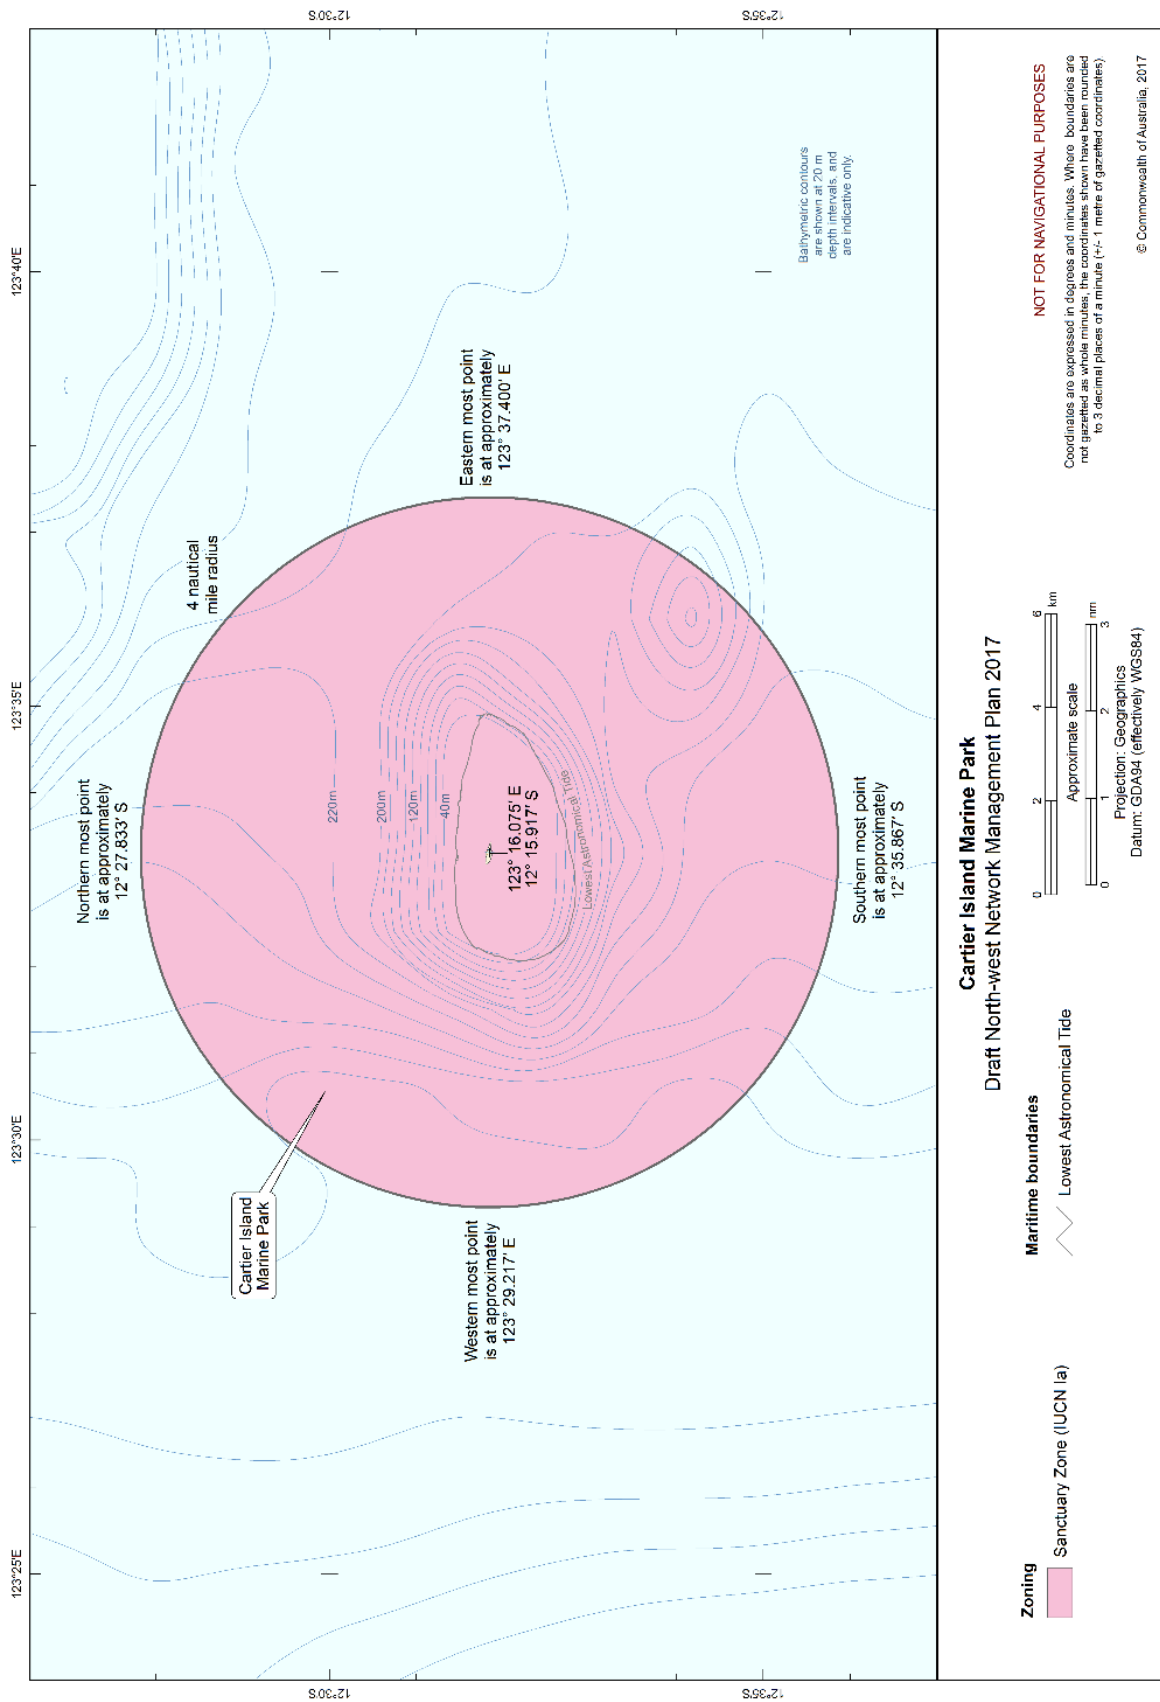 123°25'E
123°30'E
123°35'E
123°40'E
12°30'S
12°30'S
12°35'S
12°35'S
Northern most point
is at approximately
12° 27.833' S
4 nautical
mile radius
Cartier Island
Marine Park
220m
200m
120m
40m
123° 16.075' E
12° 15.917' S
Lowest Astronomical Tide
Western most point
is at approximately
123° 29.217' E
Eastern most point
is at approximately
123° 37.400' E
Southern most point
is at approximately
12° 35.867' S
Bathymetric contours
are shown at 20 m
depth intervals, and
are indicative only.
Cartier Island Marine Park
Draft North-west Network Management Plan 2017
Zoning
Sanctuary Zone (IUCN Ia)
Maritime boundaries
Lowest Astronomical Tide
0 2 4 6
km
Approximate scale
0 1 2 3
nm
Projection: Geographics
Datum: GDA94 (effectively WGS84)
NOT FOR NAVIGATIONAL PURPOSES
Coordinates are expressed in degrees and minutes. Where boundaries are
not gazetted as whole minutes, the coordinates shown have been rounded
to 3 decimal places of a minute (+/- 1 metre of gazetted coordinates)
© Commonwealth of Australia, 2017